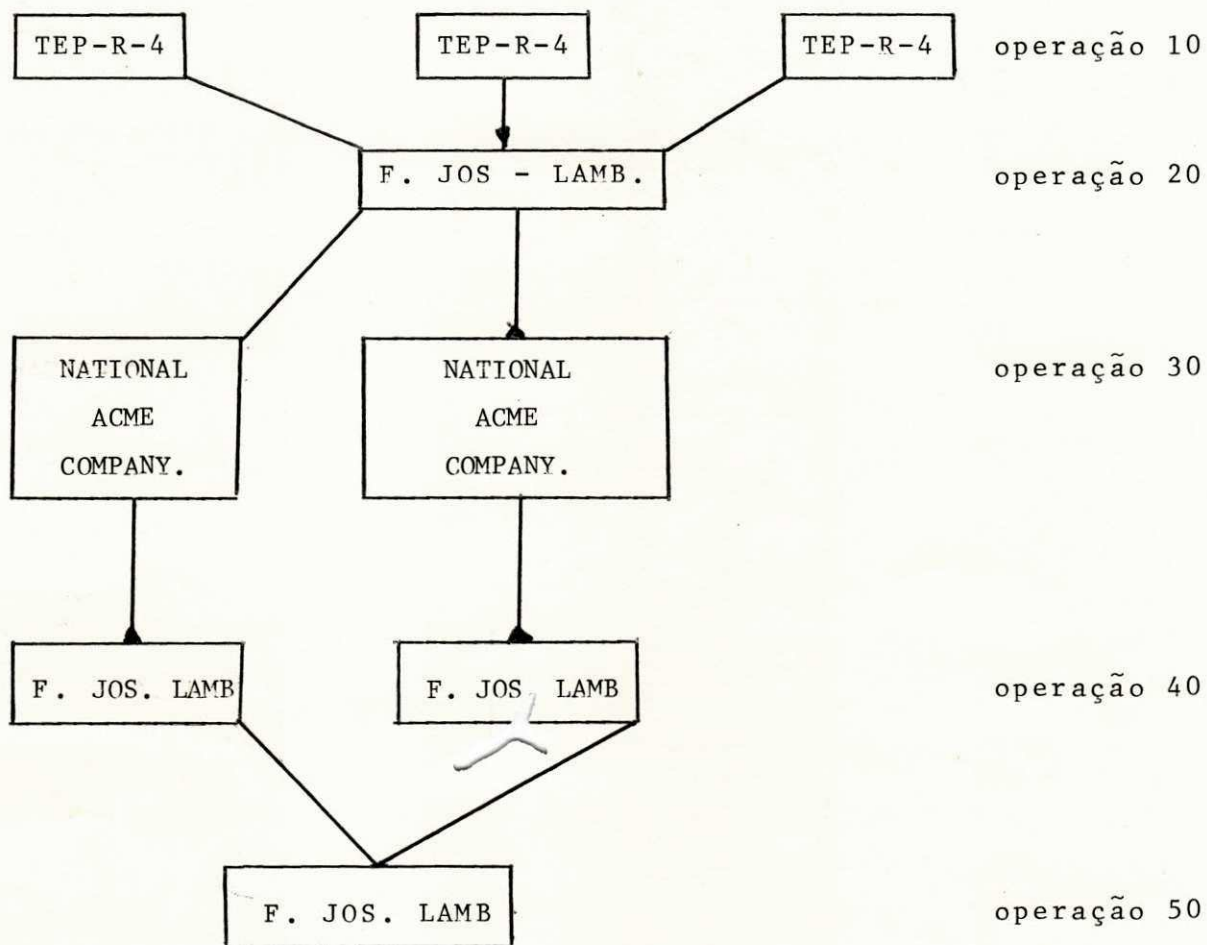 TEP-R-4 TEP-R-4 TEP-R-4 operação 10
F. JOS - LAMB. operação 20
NATIONAL NATIONAL operação 30
ACME ACME
COMPANY. COMPANY.
F. JOS. LAMB F. JOS. LAMB operação 40
F. JOS. LAMB operação 50